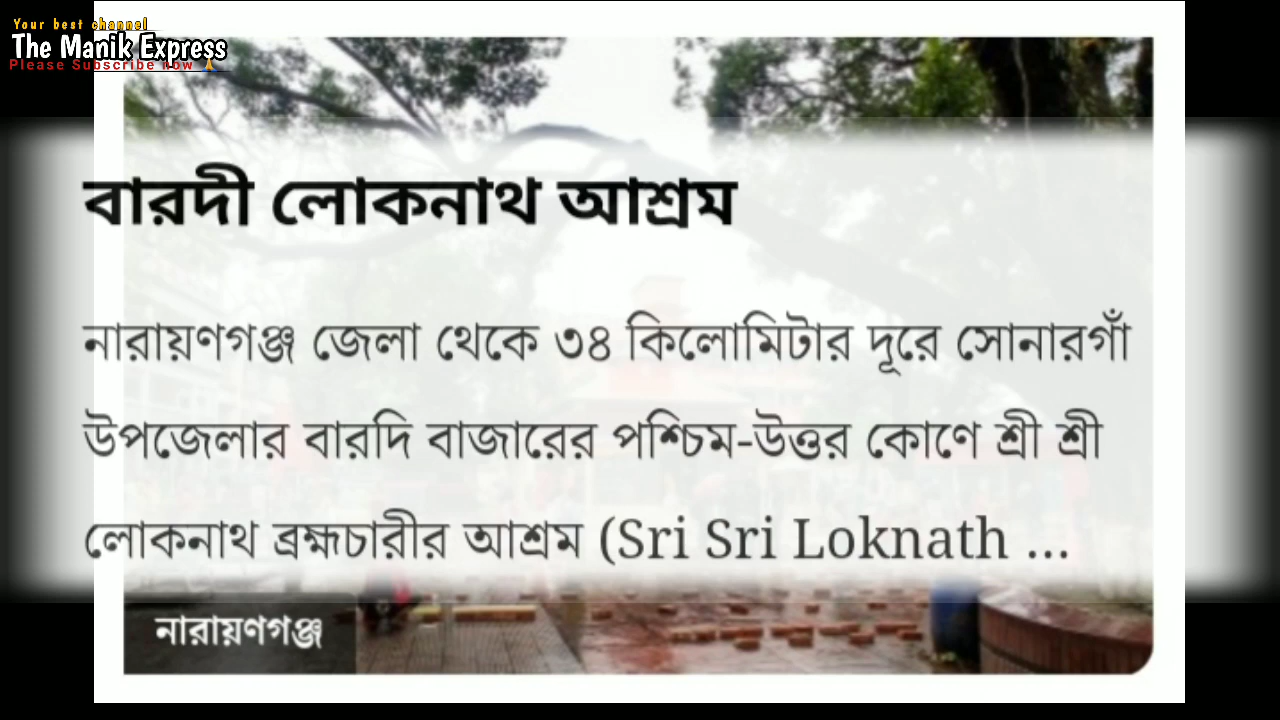 Your best channel
The Manik Express
Please Subscribe now
বারদী লোকনাথ আশ্রম
নারায়ণগঞ্জ জেলা থেকে ৩৪ কিলোমিটার দূরে সোনারগাঁ
উপজেলার বারদি বাজারের পশ্চিম-উত্তর কোণে শ্রী শ্রী
লোকনাথ ব্রহ্মচারীর আশ্রম (Sri Sri Loknath ...
নারায়ণগঞ্জ